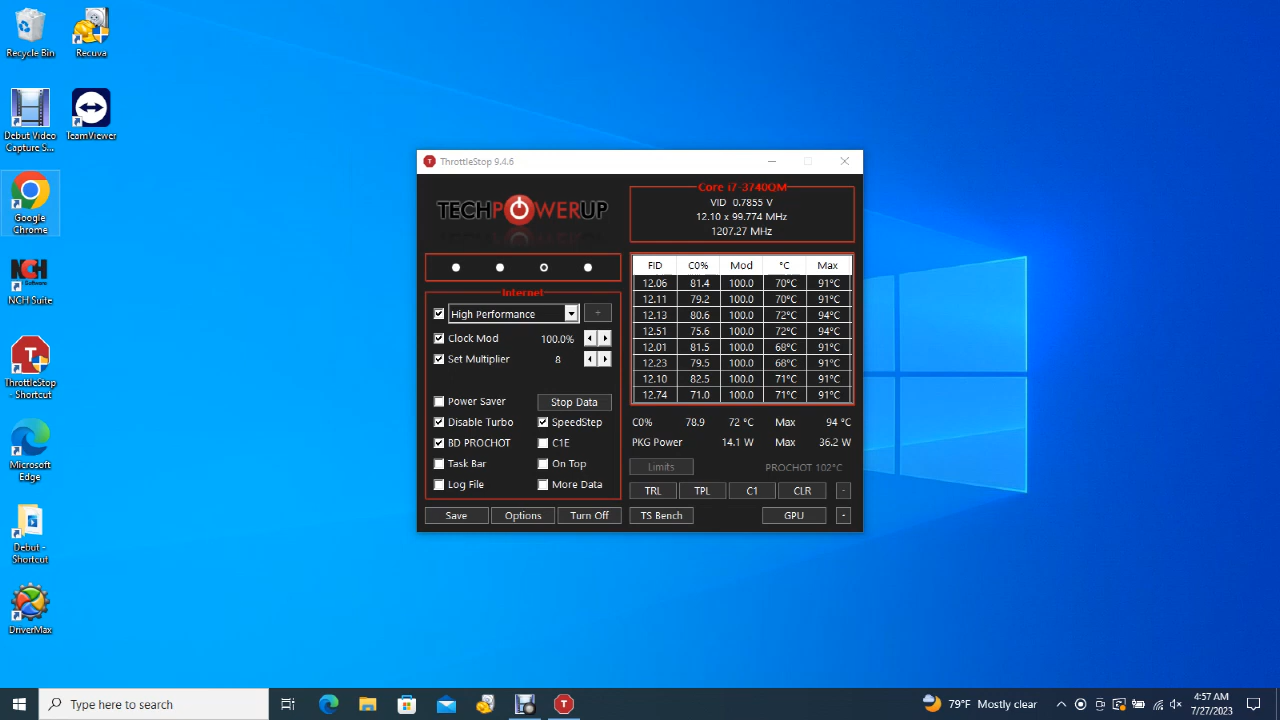 Recycle Bin
Recuva
Debut Video
Capture S...
TeamViewer
Google
Chrome
NCH
Software
NCH Suite
ThrottleStop
- Shortcut
Microsoft
Edge
Debut -
Shortcut
DriverMax
T ThrottleStop 9.4.6
TECHPOWERUP
Core i7-3740QM
VID 0.7855 V
12.10 x 99.774 MHz
1207.27 MHz
Internet
High Performance +
Clock Mod 100.0%
Set Multiplier 8
Power Saver Stop Data
Disable Turbo SpeedStep
BD PROCHOT C1E
Task Bar On Top
Log File More Data
Save Options Turn Off
FID C0% Mod °C Max
12.06 81.4 100.0 70°C 91°C
12.11 79.2 100.0 70°C 91°C
12.13 80.6 100.0 72°C 94°C
12.51 75.6 100.0 72°C 94°C
12.01 81.5 100.0 68°C 91°C
12.23 79.5 100.0 68°C 91°C
12.10 82.5 100.0 71°C 91°C
12.74 71.0 100.0 71°C 91°C
C0% 78.9 72 °C Max 94 °C
PKG Power 14.1 W Max 36.2 W
Limits PROCHOT 102°C
TRL TPL C1 CLR -
TS Bench GPU -
Type here to search
79°F Mostly clear
4:57 AM
7/27/2023